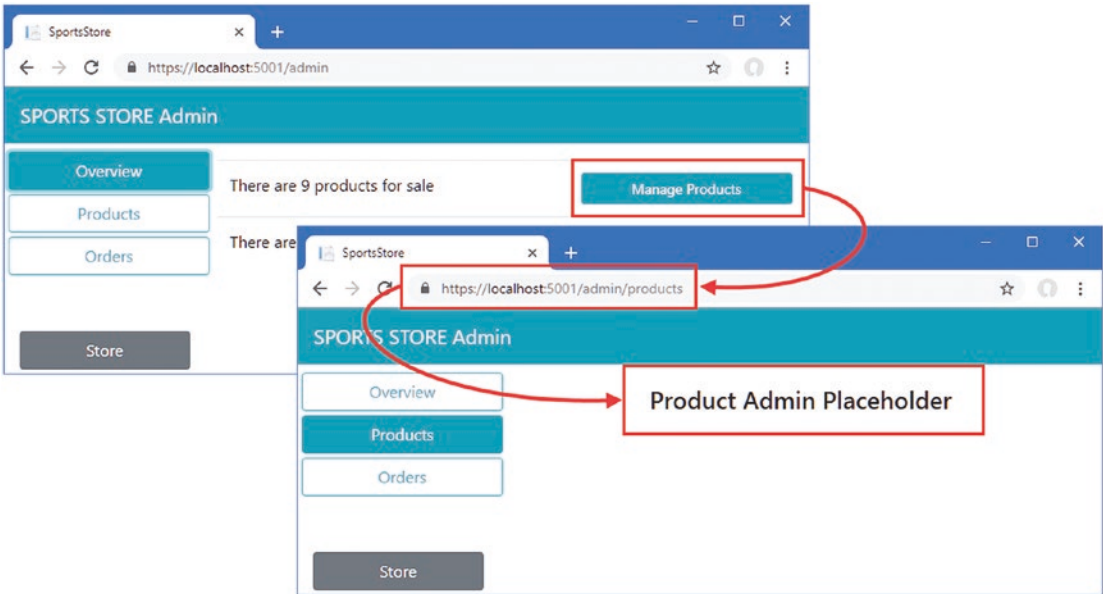 SportsStore
https://localhost:5001/admin
SPORTS STORE Admin
Overview
There are 9 products for sale
Manage Products
Products
There are
Orders
Store
SportsStore
https://localhost:5001/admin/products
SPORTS STORE Admin
Overview
Product Admin Placeholder
Products
Orders
Store